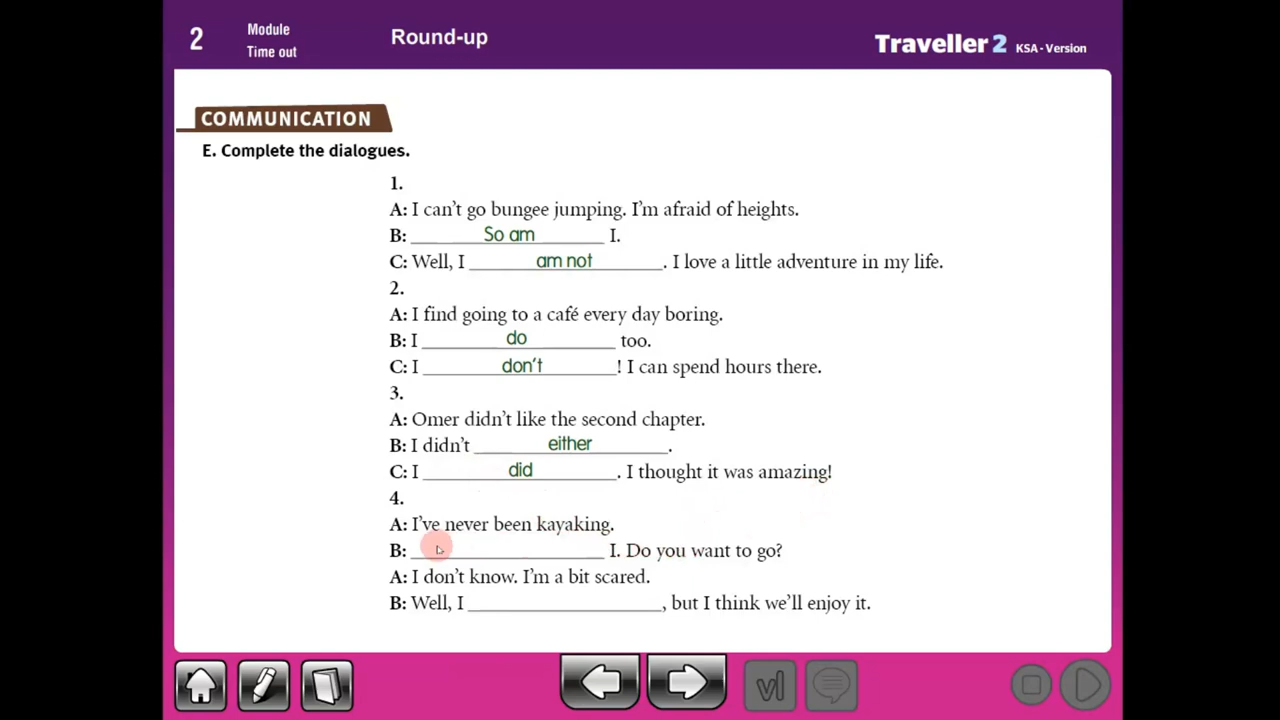 2
Module
Time out
Round-up
Traveller 2 KSA - Version
COMMUNICATION
E. Complete the dialogues.
1.
A: I can't go bungee jumping. I'm afraid of heights.
B: So am I.
C: Well, I am not. I love a little adventure in my life.
2.
A: I find going to a café every day boring.
B: I do too.
C: I don't! I can spend hours there.
3.
A: Omer didn't like the second chapter.
B: I didn't either.
C: I did. I thought it was amazing!
4.
A: I've never been kayaking.
B: ____________ I. Do you want to go?
A: I don't know. I'm a bit scared.
B: Well, I ____________, but I think we'll enjoy it.
vl